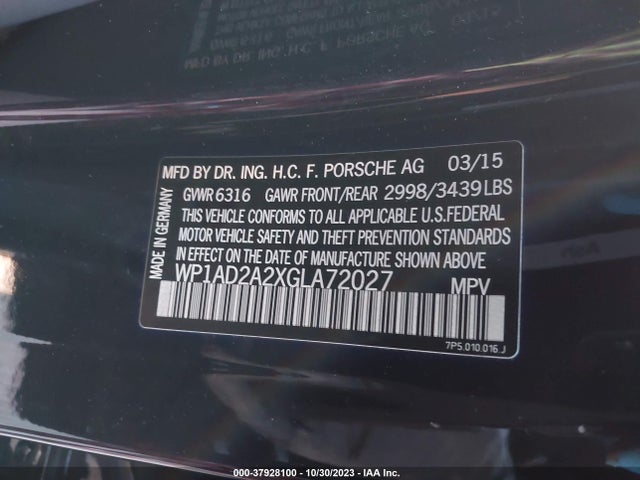 MFD BY DR. ING. H.C. F. PORSCHE AG 03/15
GVWR 6316 GAWR FRONT/REAR 2998/3439 LBS
THIS VEHICLE CONFORMS TO ALL APPLICABLE U.S.FEDERAL
MOTOR VEHICLE SAFETY AND THEFT PREVENTION STANDARDS
IN EFFECT ON THE DATE OF MANUFACTURE SHOWN ABOVE.
WP1AD2A2XGLA72027 MPV
MADE IN GERMANY
7P5.010.016.J
000-37928100 - 10/30/2023 - IAA Inc.